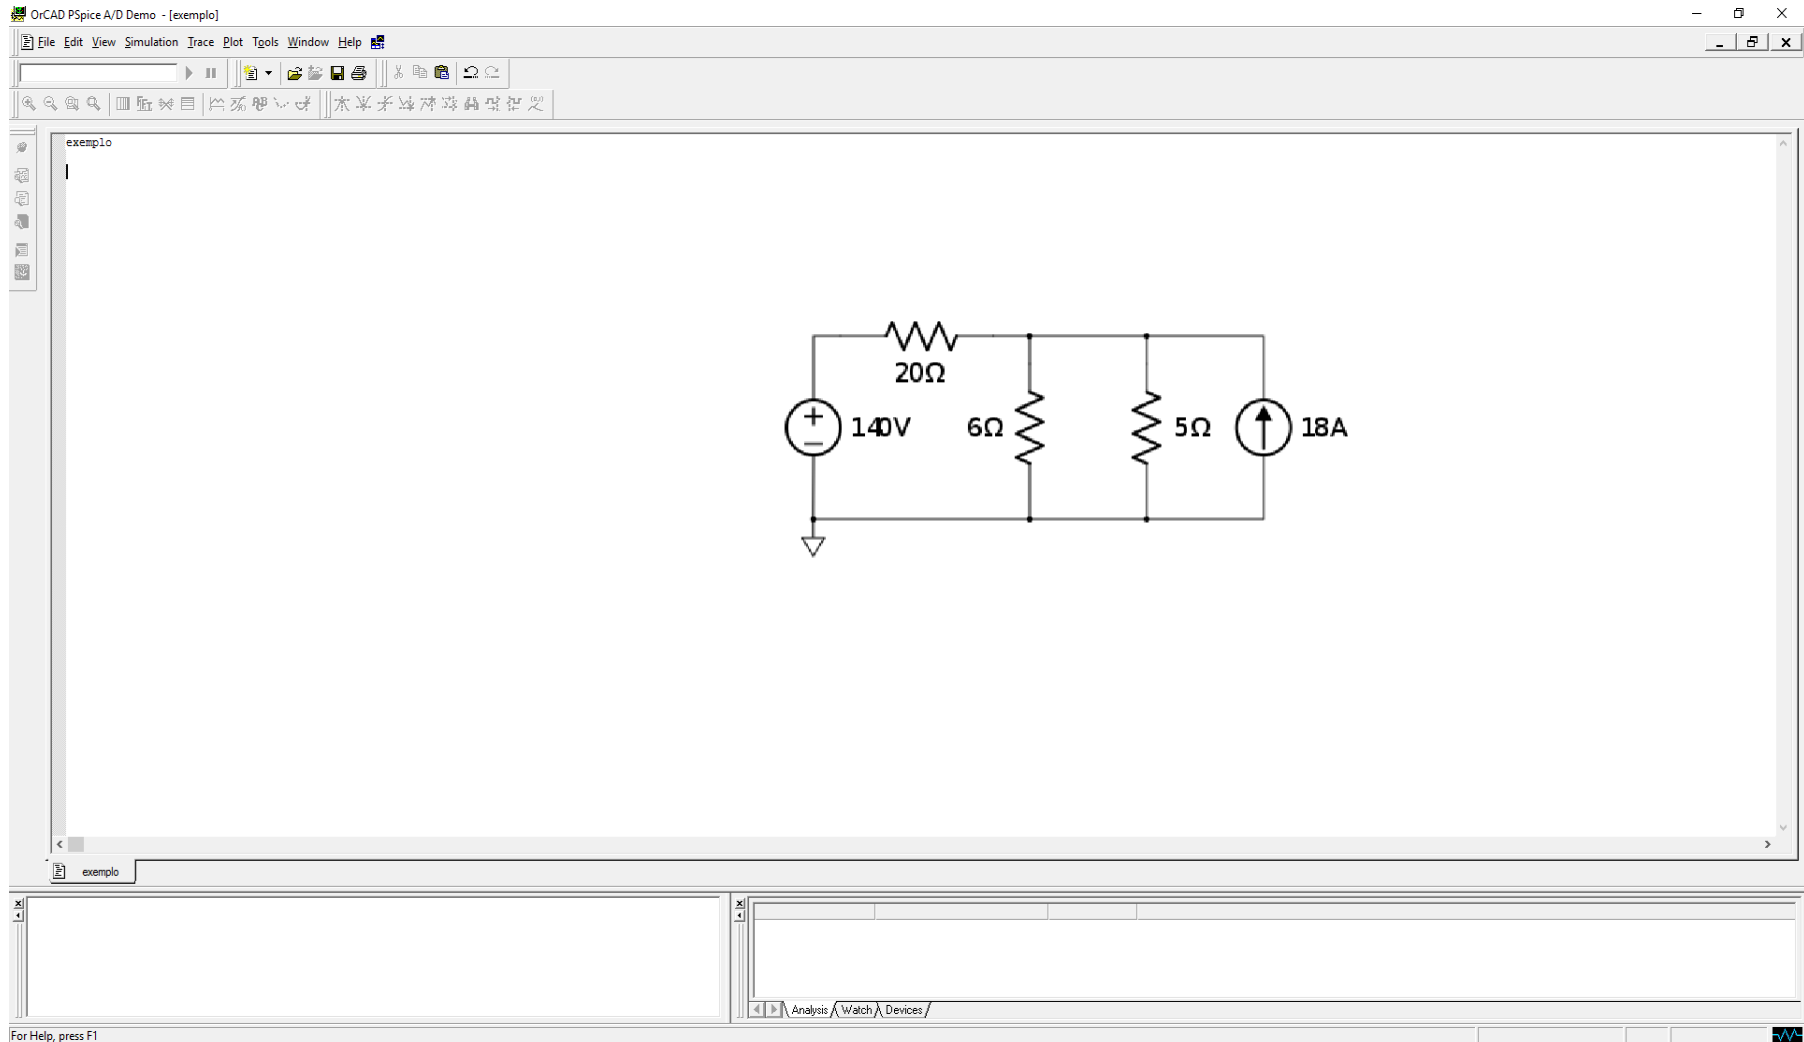 OrCAD PSpice A/D Demo - [exemplo]
File Edit View Simulation Trace Plot Tools Window Help
exemplo
20Ω
140V 6Ω 5Ω 18A
exemplo
Analysis Watch Devices
For Help, press F1